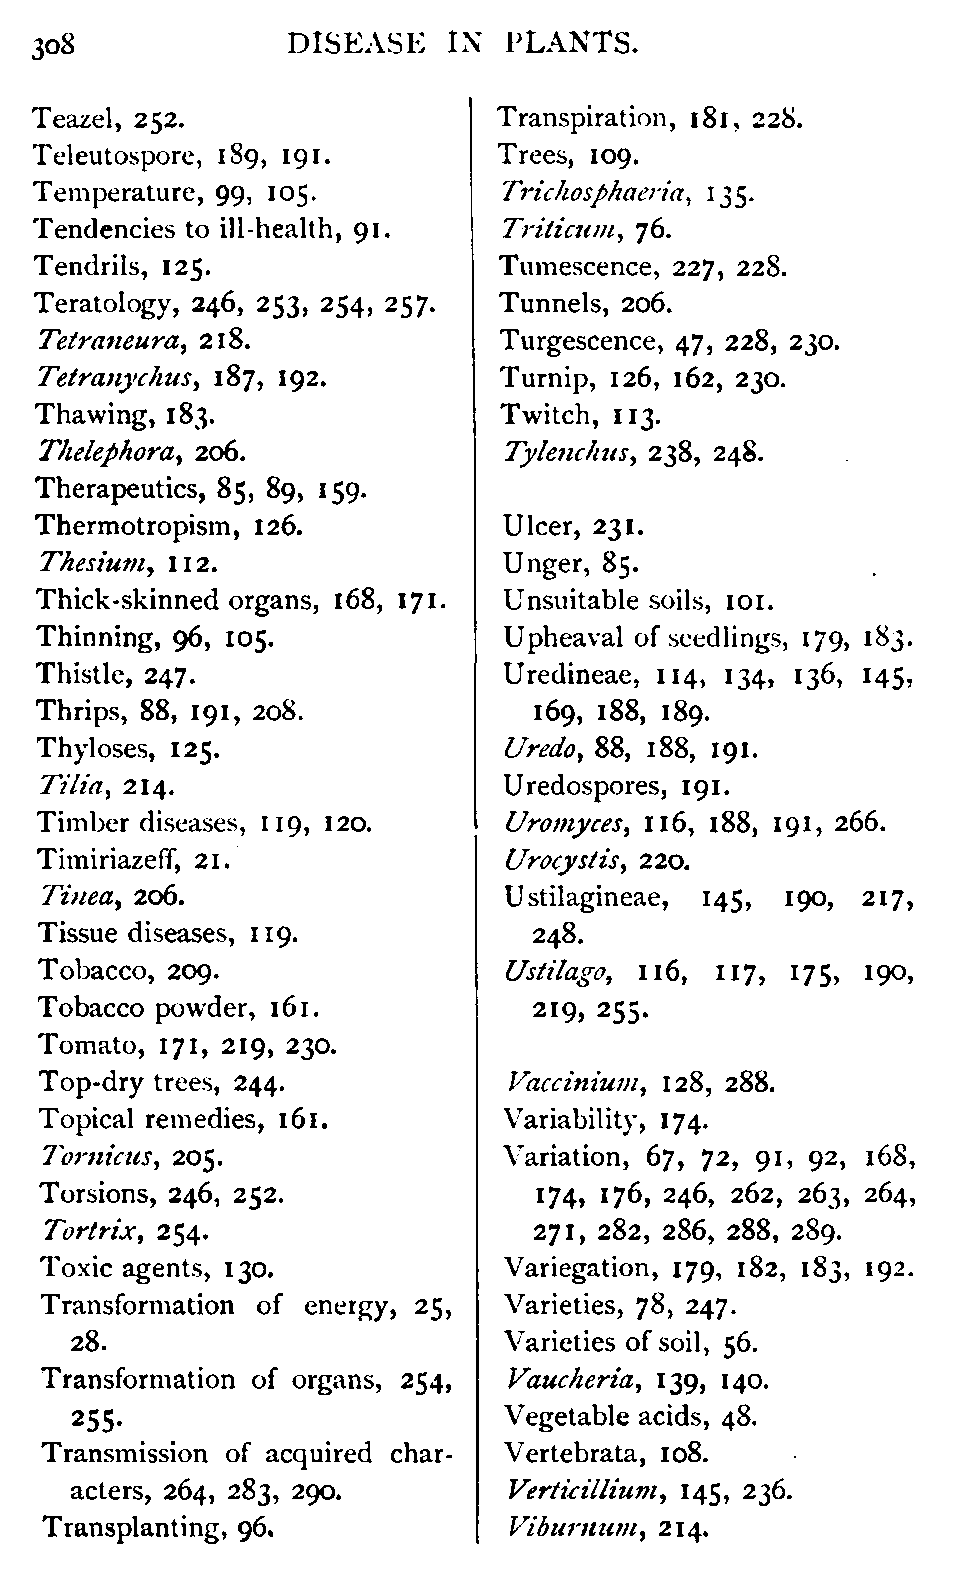 308 DISEASE IN PLANTS.
Teazel, 252.
Teleutospore, 189, 191.
Temperature, 99, 105.
Tendencies to ill-health, 91.
Tendrils, 125.
Teratology, 246, 253, 254, 257.
Tetraneura, 218.
Tetranychus, 187, 192.
Thawing, 183.
Thelephora, 206.
Therapeutics, 85, 89, 159.
Thermotropism, 126.
Thesium, 112.
Thick-skinned organs, 168, 171.
Thinning, 96, 105.
Thistle, 247.
Thrips, 88, 191, 208.
Thyloses, 125.
Tilia, 214.
Timber diseases, 119, 120.
Timiriazeff, 21.
Tinea, 206.
Tissue diseases, 119.
Tobacco, 209.
Tobacco powder, 161.
Tomato, 171, 219, 230.
Top-dry trees, 244.
Topical remedies, 161.
Tornicus, 205.
Torsions, 246, 252.
Tortrix, 254.
Toxic agents, 130.
Transformation of energy, 25,
28.
Transformation of organs, 254,
255.
Transmission of acquired char-
acters, 264, 283, 290.
Transplanting, 96.
Transpiration, 181, 228.
Trees, 109.
Trichosphaeria, 135.
Triticum, 76.
Tumescence, 227, 228.
Tunnels, 206.
Turgescence, 47, 228, 230.
Turnip, 126, 162, 230.
Twitch, 113.
Tylenchus, 238, 248.
Ulcer, 231.
Unger, 85.
Unsuitable soils, 101.
Upheaval of seedlings, 179, 183.
Uredineae, 114, 134, 136, 145,
169, 188, 189.
Uredo, 88, 188, 191.
Uredospores, 191.
Uromyces, 116, 188, 191, 266.
Urocystis, 220.
Ustilagineae, 145, 190, 217,
248.
Ustilago, 116, 117, 175, 190,
219, 255.
Vaccinium, 128, 288.
Variability, 174.
Variation, 67, 72, 91, 92, 168,
174, 176, 246, 262, 263, 264,
271, 282, 286, 288, 289.
Variegation, 179, 182, 183, 192.
Varieties, 78, 247.
Varieties of soil, 56.
Vaucheria, 139, 140.
Vegetable acids, 48.
Vertebrata, 108.
Verticillium, 145, 236.
Viburnum, 214.